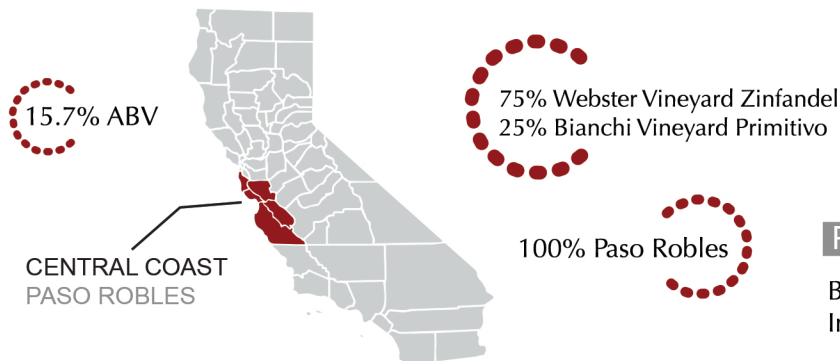 15.7% ABV
CENTRAL COAST
PASO ROBLES
75% Webster Vineyard Zinfandel
25% Bianchi Vineyard Primitivo
100% Paso Robles